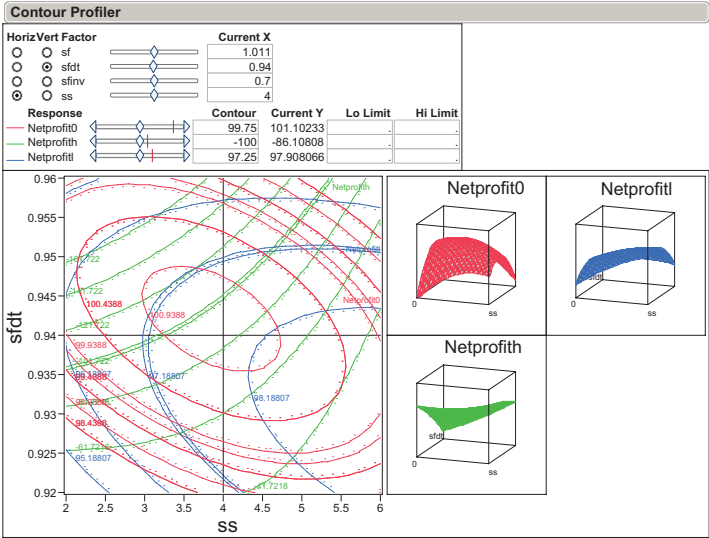 Contour Profiler
Horiz Vert Factor Current X
sf 1.011
sfdt 0.94
sfinv 0.7
ss 4
Response Contour Current Y Lo Limit Hi Limit
Netprofit0 99.75 101.10233 . .
Netprofith -100 -86.10808 . .
Netprofitl 97.25 97.908066 . .
Netprofith
Netprofit0
100.4388
100.9388
99.9388
97.18807
98.18807
98.4388
-61.7218
95.18807
-41.7218
0.96
0.955
0.95
0.945
0.94
0.935
0.93
0.925
0.92
sfdt
2 2.5 3 3.5 4 4.5 5 5.5 6
ss
Netprofit0
0
ss
Netprofitl
sfdt
0
ss
Netprofith
sfdt
0
ss